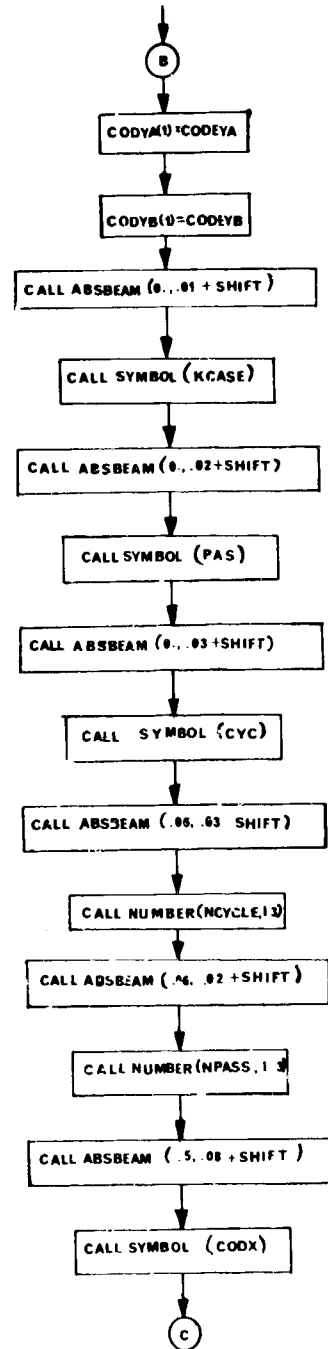 B
CODYA(1)=CODEYA
CODYB(1)=CODEYB
CALL ABSBEAM (0., .01 + SHIFT)
CALL SYMBOL (KCASE)
CALL ABSBEAM (0., .02+SHIFT)
CALL SYMBOL (PAS)
CALL ABSBEAM (0., .03 +SHIFT)
CALL SYMBOL (CYC)
CALL ABSBEAM (.06, .03 SHIFT)
CALL NUMBER(NCYCLE,I3)
CALL ABSBEAM (.06, .02 +SHIFT)
CALL NUMBER(NPASS, I3)
CALL ABSBEAM (.5, .08 +SHIFT)
CALL SYMBOL (CODX)
C